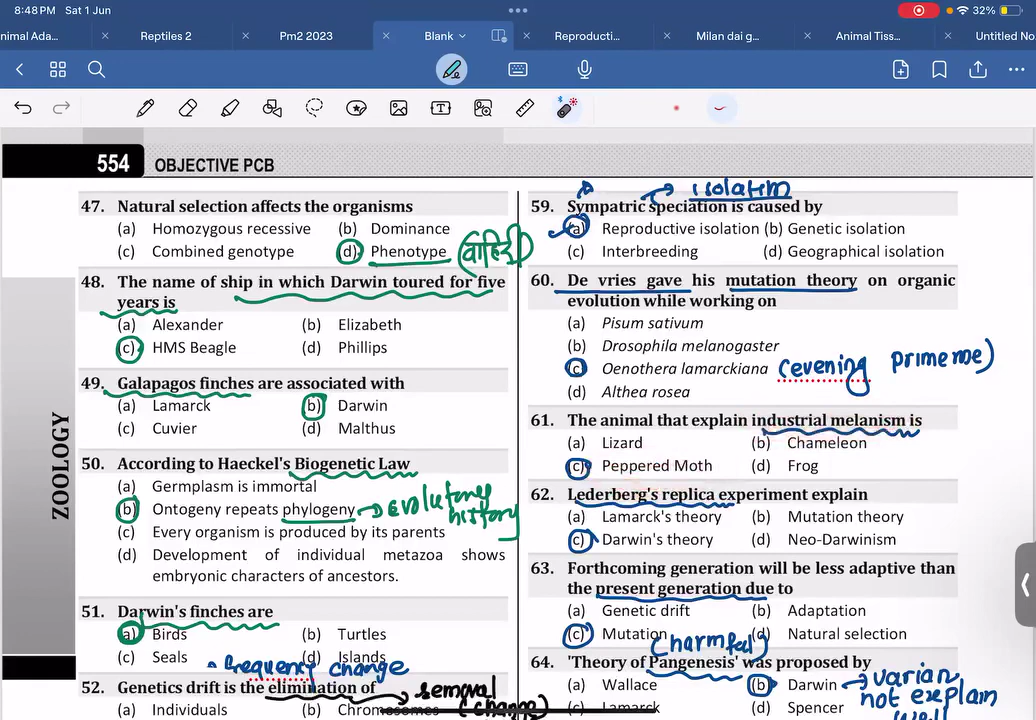 8:48 PM Sat 1 Jun
32%
nimal Ada...
Reptiles 2
Pm2 2023
Blank
Reproducti...
Milan dai g...
Animal Tiss...
Untitled No
554 OBJECTIVE PCB
ZOOLOGY
47. Natural selection affects the organisms
(a) Homozygous recessive (b) Dominance
(c) Combined genotype (d) Phenotype (बाहिरी)
48. The name of ship in which Darwin toured for five
years is
(a) Alexander (b) Elizabeth
(c) HMS Beagle (d) Phillips
49. Galapagos finches are associated with
(a) Lamarck (b) Darwin
(c) Cuvier (d) Malthus
50. According to Haeckel's Biogenetic Law
(a) Germplasm is immortal
(b) Ontogeny repeats phylogeny → evolutory
history
(c) Every organism is produced by its parents
(d) Development of individual metazoa shows
embryonic characters of ancestors.
51. Darwin's finches are
(a) Birds (b) Turtles
(c) Seals (d) Islands
frequency change
52. Genetics drift is the elimination of → removal
(a) Individuals (b) Chromosomes (change)
isolation
59. Sympatric speciation is caused by
(a) Reproductive isolation (b) Genetic isolation
(c) Interbreeding (d) Geographical isolation
60. De vries gave his mutation theory on organic
evolution while working on
(a) Pisum sativum
(b) Drosophila melanogaster
(c) Oenothera lamarckiana (evening primerose)
(d) Althea rosea
61. The animal that explain industrial melanism is
(a) Lizard (b) Chameleon
(c) Peppered Moth (d) Frog
62. Lederberg's replica experiment explain
(a) Lamarck's theory (b) Mutation theory
(c) Darwin's theory (d) Neo-Darwinism
63. Forthcoming generation will be less adaptive than
the present generation due to
(a) Genetic drift (b) Adaptation
(c) Mutation (d) Natural selection
(harmful)
64. 'Theory of Pangenesis' was proposed by
(a) Wallace (b) Darwin → varian
not explain
(c) Lamarck (d) Spencer well